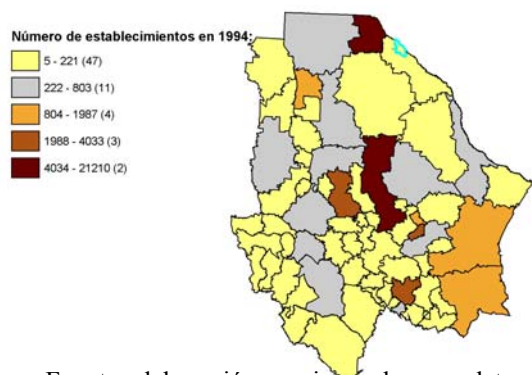 Número de establecimientos en 1994:
5 - 221 (47)
222 - 803 (11)
804 - 1987 (4)
1988 - 4033 (3)
4034 - 21210 (2)